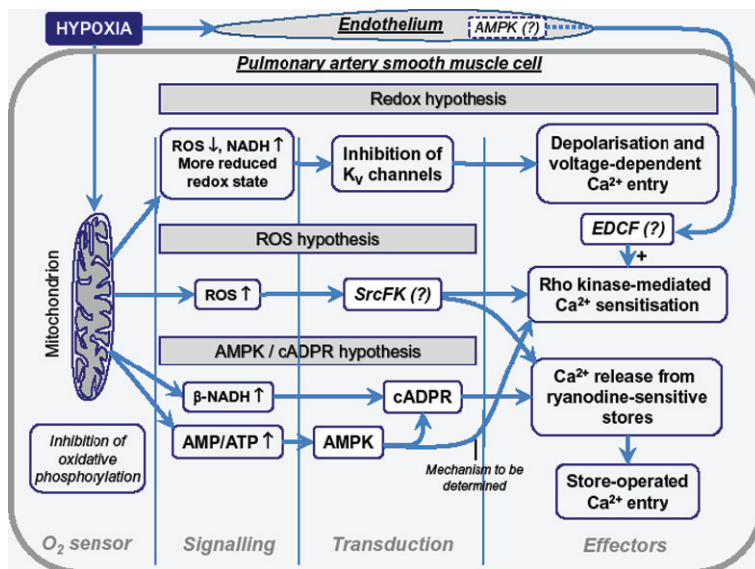 HYPOXIA
Endothelium
AMPK (?)
Pulmonary artery smooth muscle cell
Redox hypothesis
ROS ↓, NADH ↑
More reduced
redox state
Inhibition of
Kv channels
Depolarisation and
voltage-dependent
Ca²⁺ entry
EDCF (?)
+
ROS hypothesis
Mitochondrion
ROS ↑
SrcFK (?)
Rho kinase-mediated
Ca²⁺ sensitisation
AMPK / cADPR hypothesis
β-NADH ↑
cADPR
Ca²⁺ release from
ryanodine-sensitive
stores
AMP/ATP ↑
AMPK
Mechanism to be
determined
Inhibition of
oxidative
phosphorylation
Store-operated
Ca²⁺ entry
O₂ sensor
Signalling
Transduction
Effectors